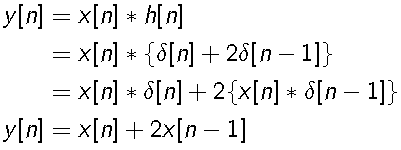 y[n] = x[n] ∗ h[n]
= x[n] ∗ {δ[n] + 2δ[n − 1]}
= x[n] ∗ δ[n] + 2{x[n] ∗ δ[n − 1]}
y[n] = x[n] + 2x[n − 1]